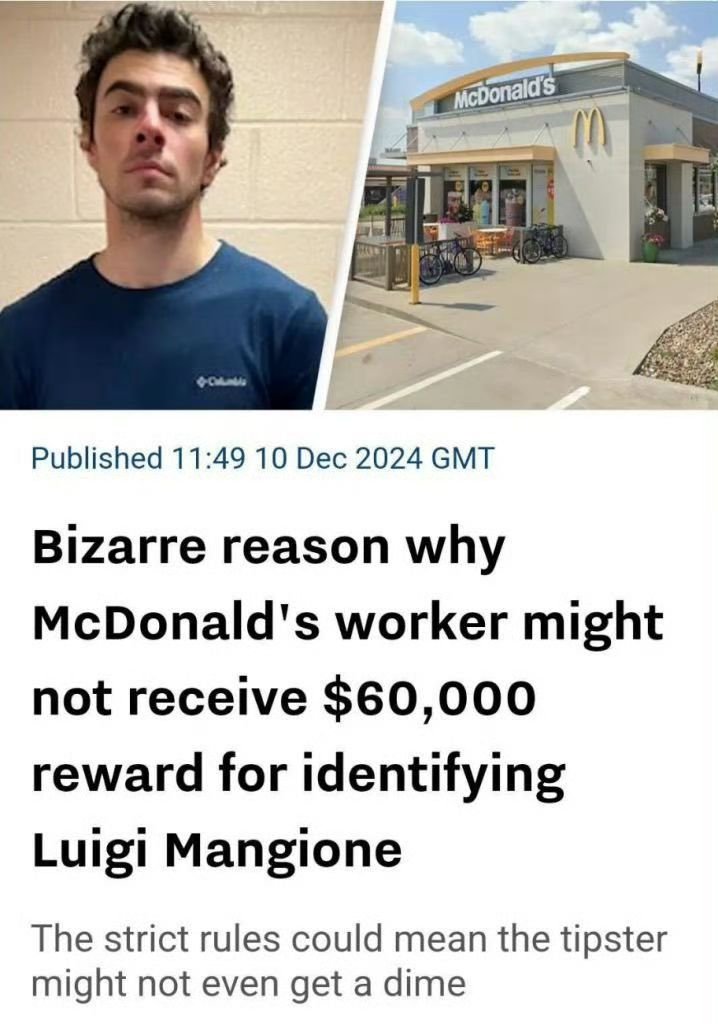 McDonald's
Columbia
Published 11:49 10 Dec 2024 GMT
Bizarre reason why
McDonald's worker might
not receive $60,000
reward for identifying
Luigi Mangione
The strict rules could mean the tipster
might not even get a dime